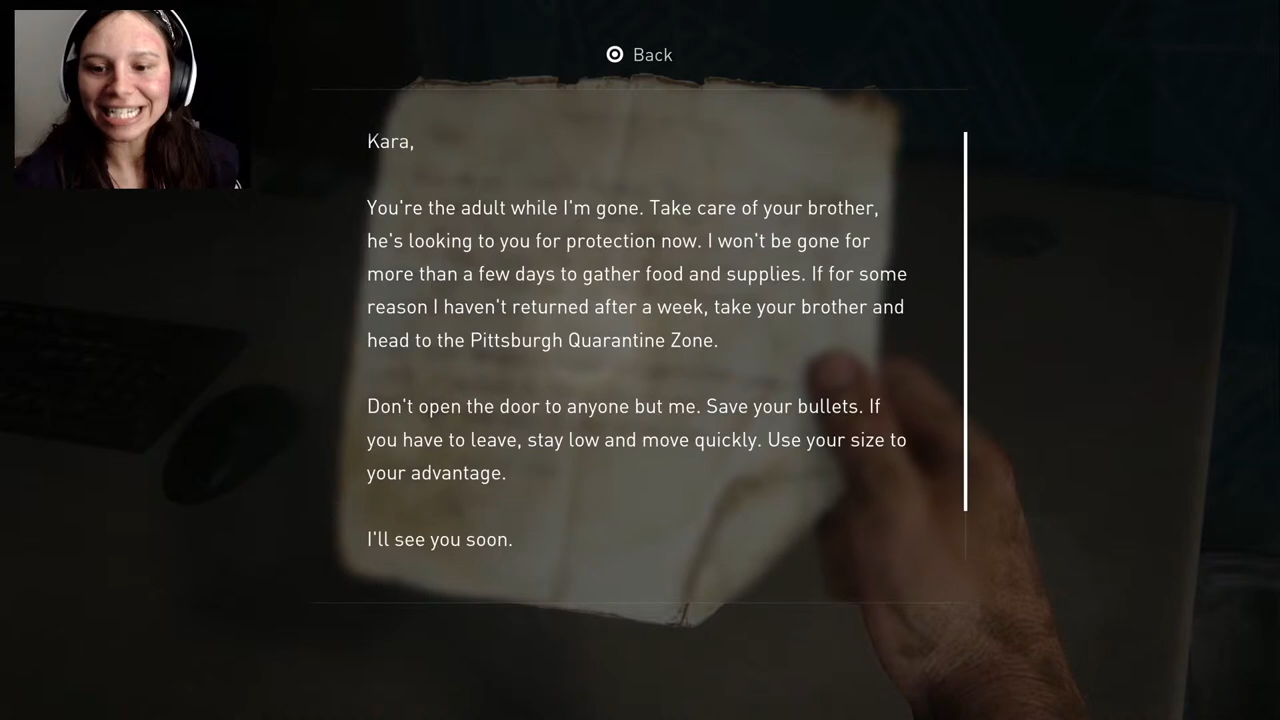 Back
Kara,
You're the adult while I'm gone. Take care of your brother,
he's looking to you for protection now. I won't be gone for
more than a few days to gather food and supplies. If for some
reason I haven't returned after a week, take your brother and
head to the Pittsburgh Quarantine Zone.
Don't open the door to anyone but me. Save your bullets. If
you have to leave, stay low and move quickly. Use your size to
your advantage.
I'll see you soon.